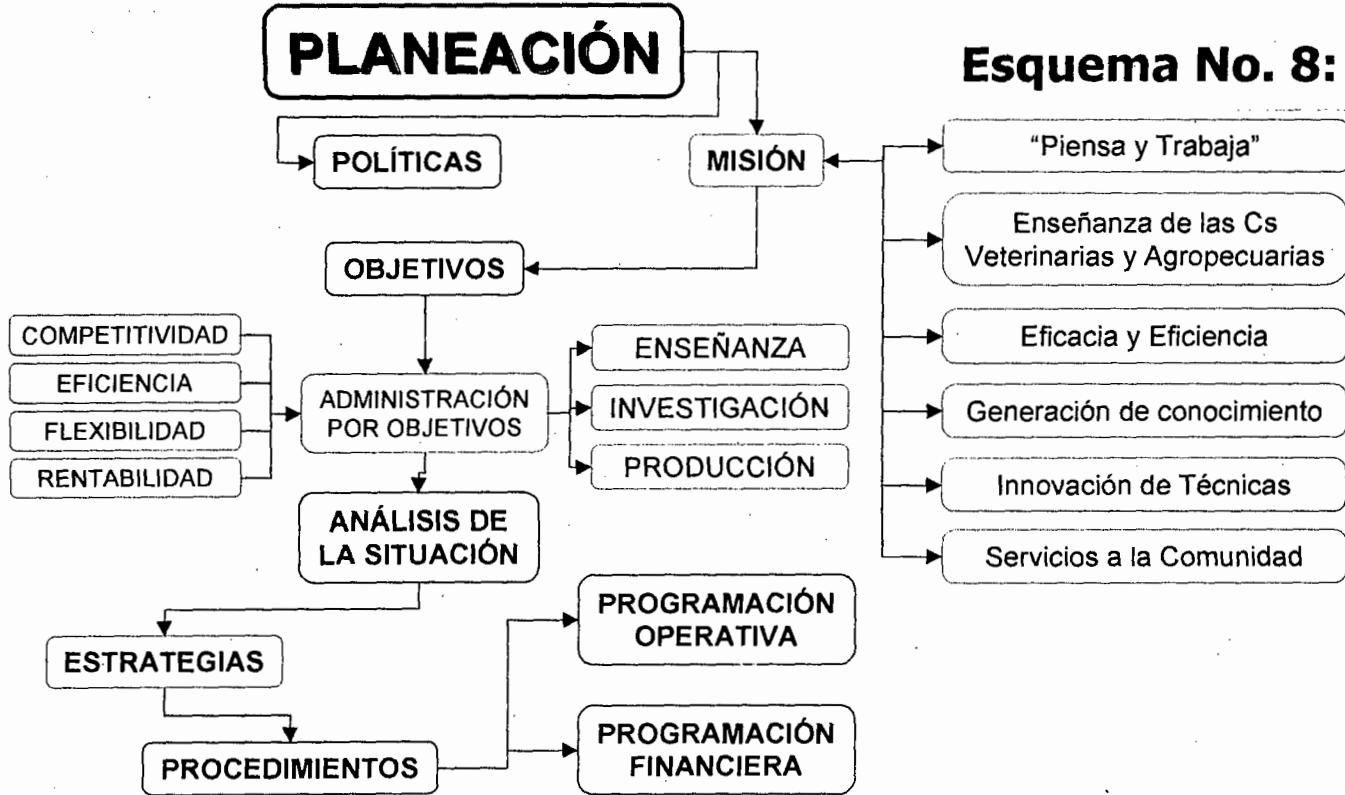 PLANEACIÓN
Esquema No. 8:
POLÍTICAS
MISIÓN
"Piensa y Trabaja"
Enseñanza de las Cs
Veterinarias y Agropecuarias
OBJETIVOS
COMPETITIVIDAD
EFICIENCIA
FLEXIBILIDAD
RENTABILIDAD
ADMINISTRACIÓN
POR OBJETIVOS
ENSEÑANZA
INVESTIGACIÓN
PRODUCCIÓN
Eficacia y Eficiencia
Generación de conocimiento
Innovación de Técnicas
Servicios a la Comunidad
ANÁLISIS DE
LA SITUACIÓN
ESTRATEGIAS
PROCEDIMIENTOS
PROGRAMACIÓN
OPERATIVA
PROGRAMACIÓN
FINANCIERA